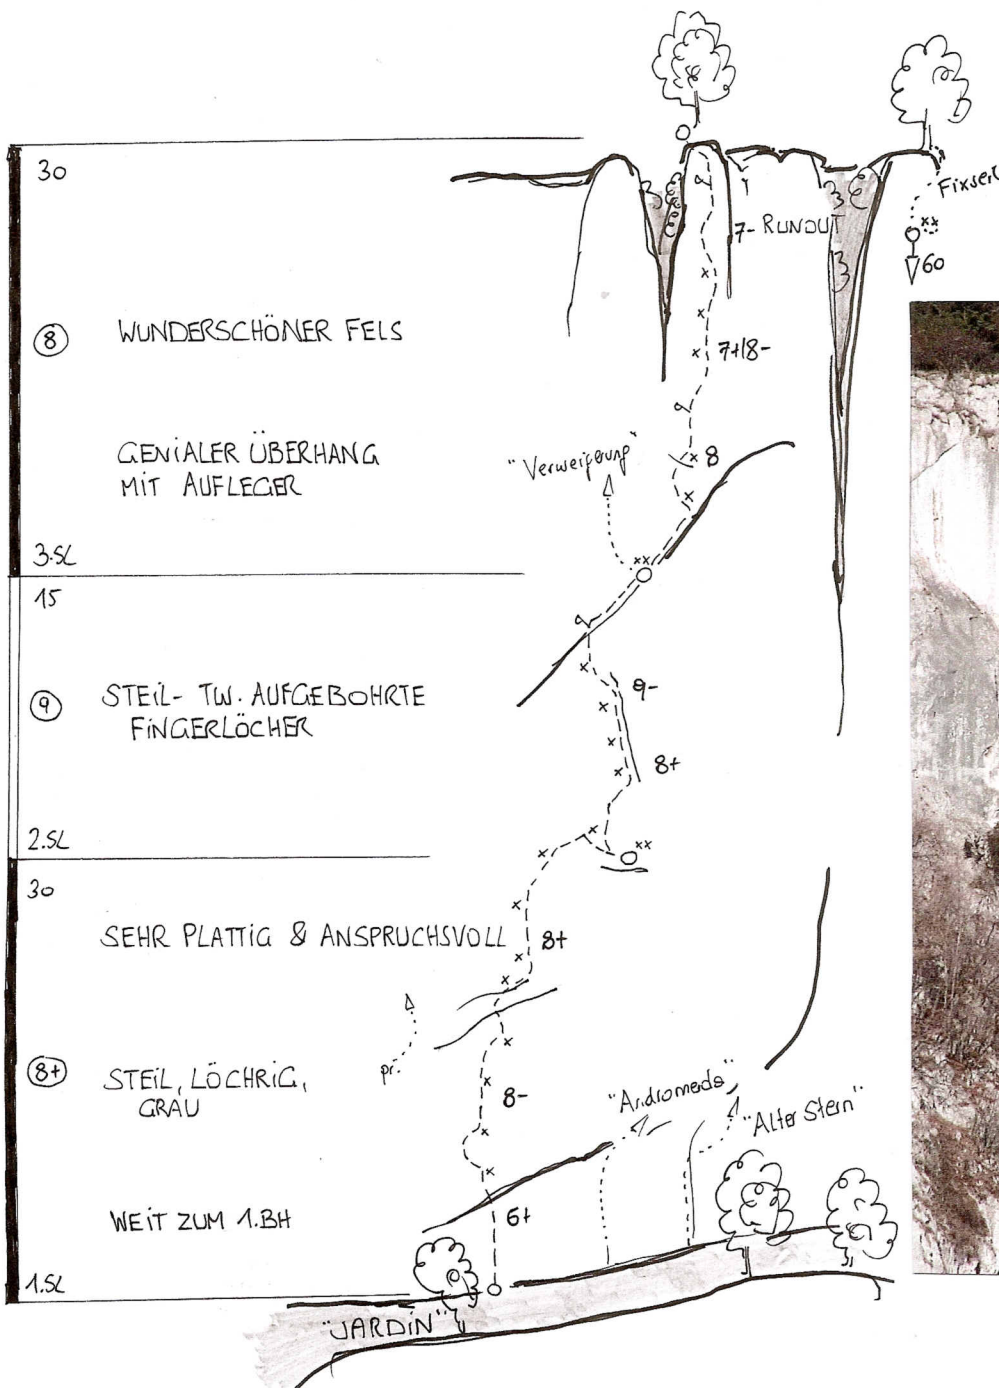 30
Fixseil
7- RUNOUT
60
8
WUNDERSCHÖNER FELS
7+/8-
GENIALER ÜBERHANG
MIT AUFLEGER
"Verweigerung"
8
3.SL
15
9
STEIL- TW. AUFGEBOHRTE
FINGERLÖCHER
9-
8+
2.SL
30
SEHR PLATTIG & ANSPRUCHSVOLL
8+
pr.
8+
STEIL, LÖCHRIG,
GRAU
8-
"Andromeda"
"Alter Stern"
WEIT ZUM 1.BH
6+
1.SL
"JARDIN"